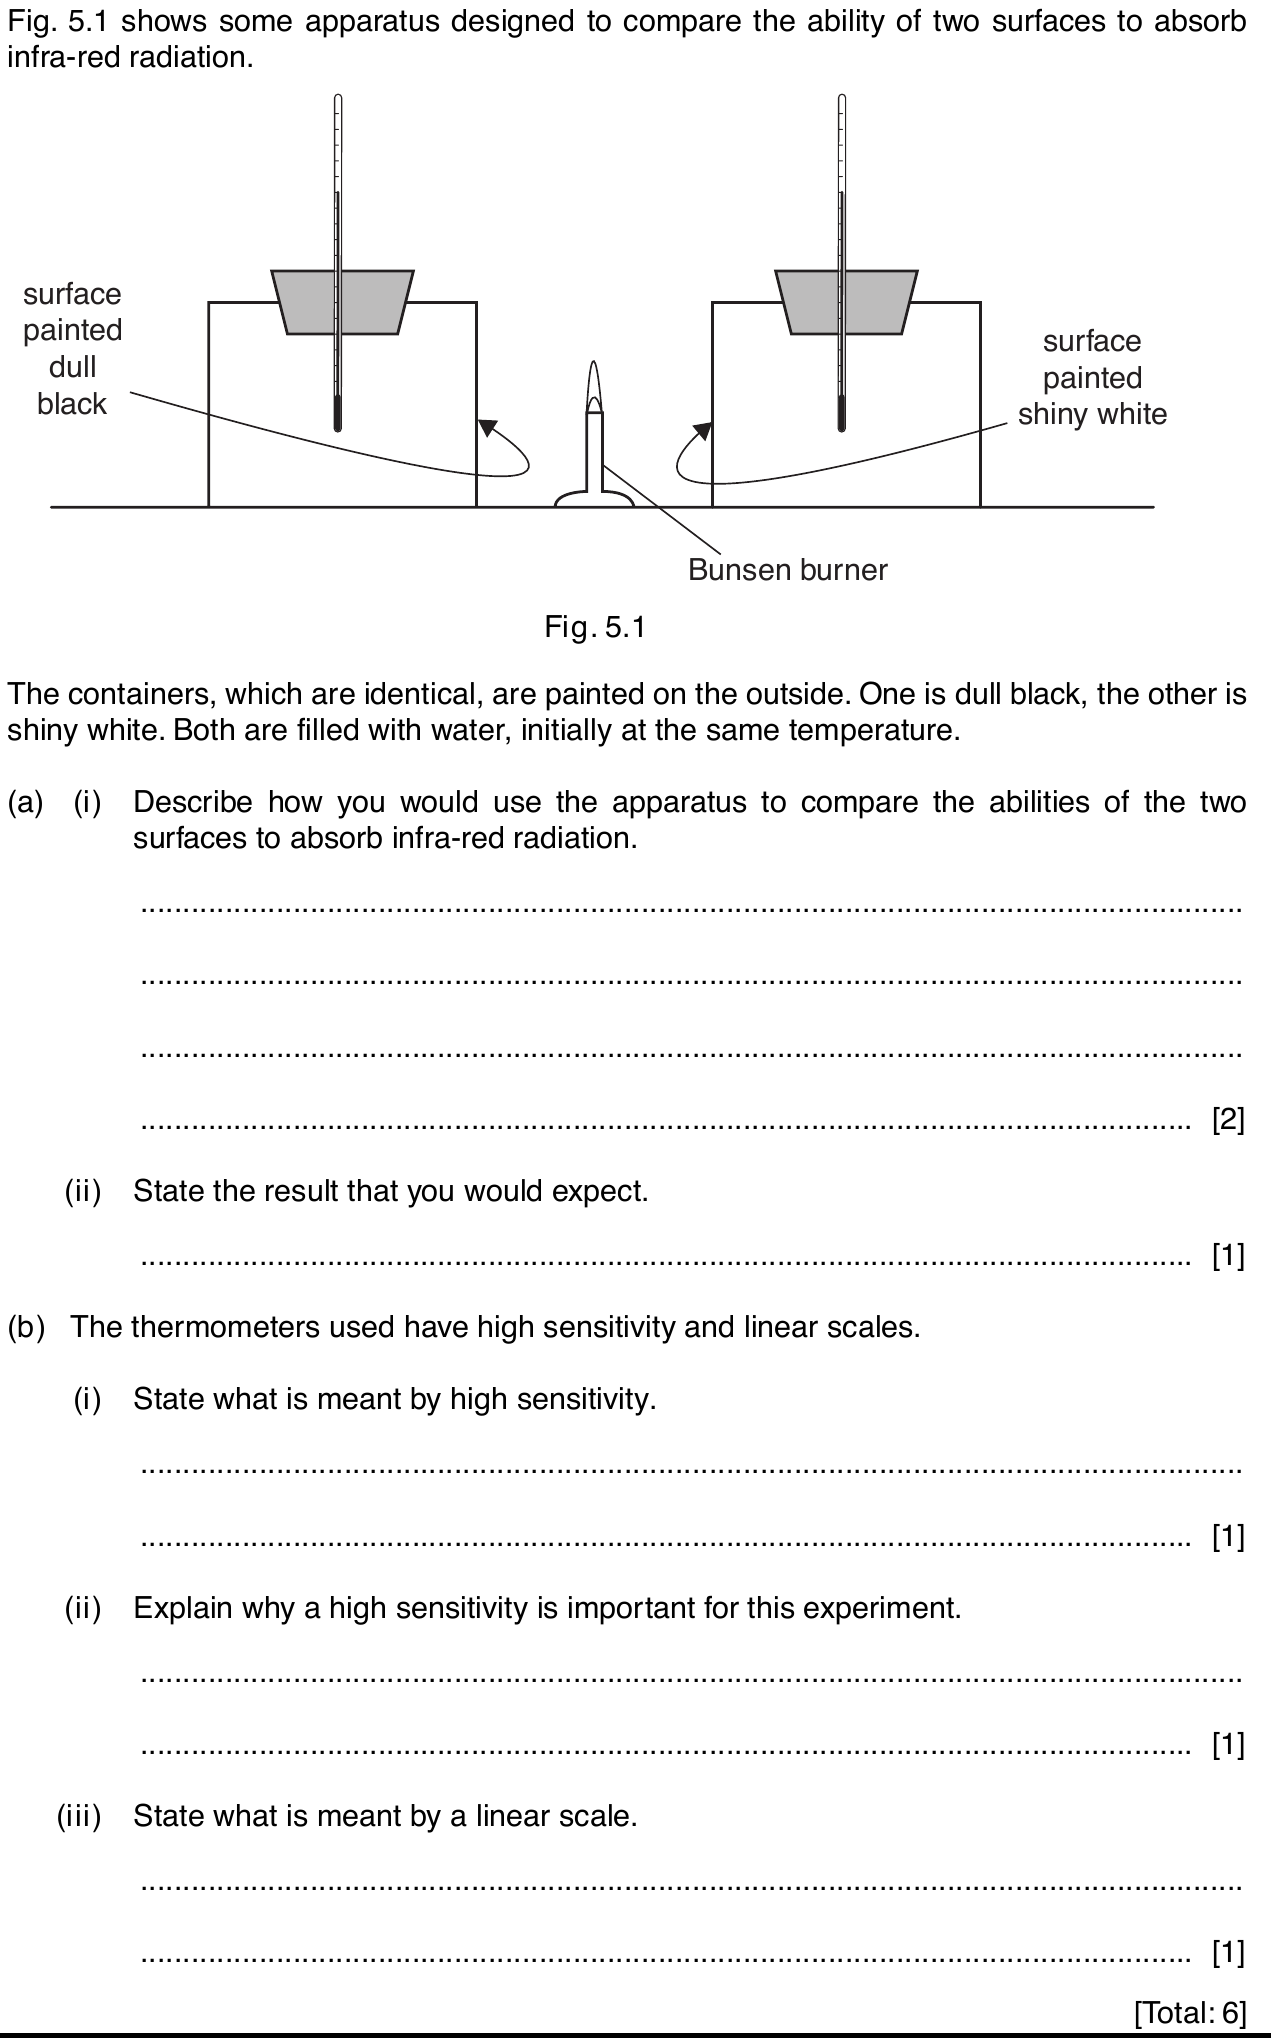 Fig. 5.1 shows some apparatus designed to compare the ability of two surfaces to absorb
infra-red radiation.
surface
painted
dull
black
surface
painted
shiny white
Bunsen burner
Fig. 5.1
The containers, which are identical, are painted on the outside. One is dull black, the other is
shiny white. Both are filled with water, initially at the same temperature.
(a) (i) Describe how you would use the apparatus to compare the abilities of the two
surfaces to absorb infra-red radiation.
[2]
(ii) State the result that you would expect.
[1]
(b) The thermometers used have high sensitivity and linear scales.
(i) State what is meant by high sensitivity.
[1]
(ii) Explain why a high sensitivity is important for this experiment.
[1]
(iii) State what is meant by a linear scale.
[1]
[Total: 6]